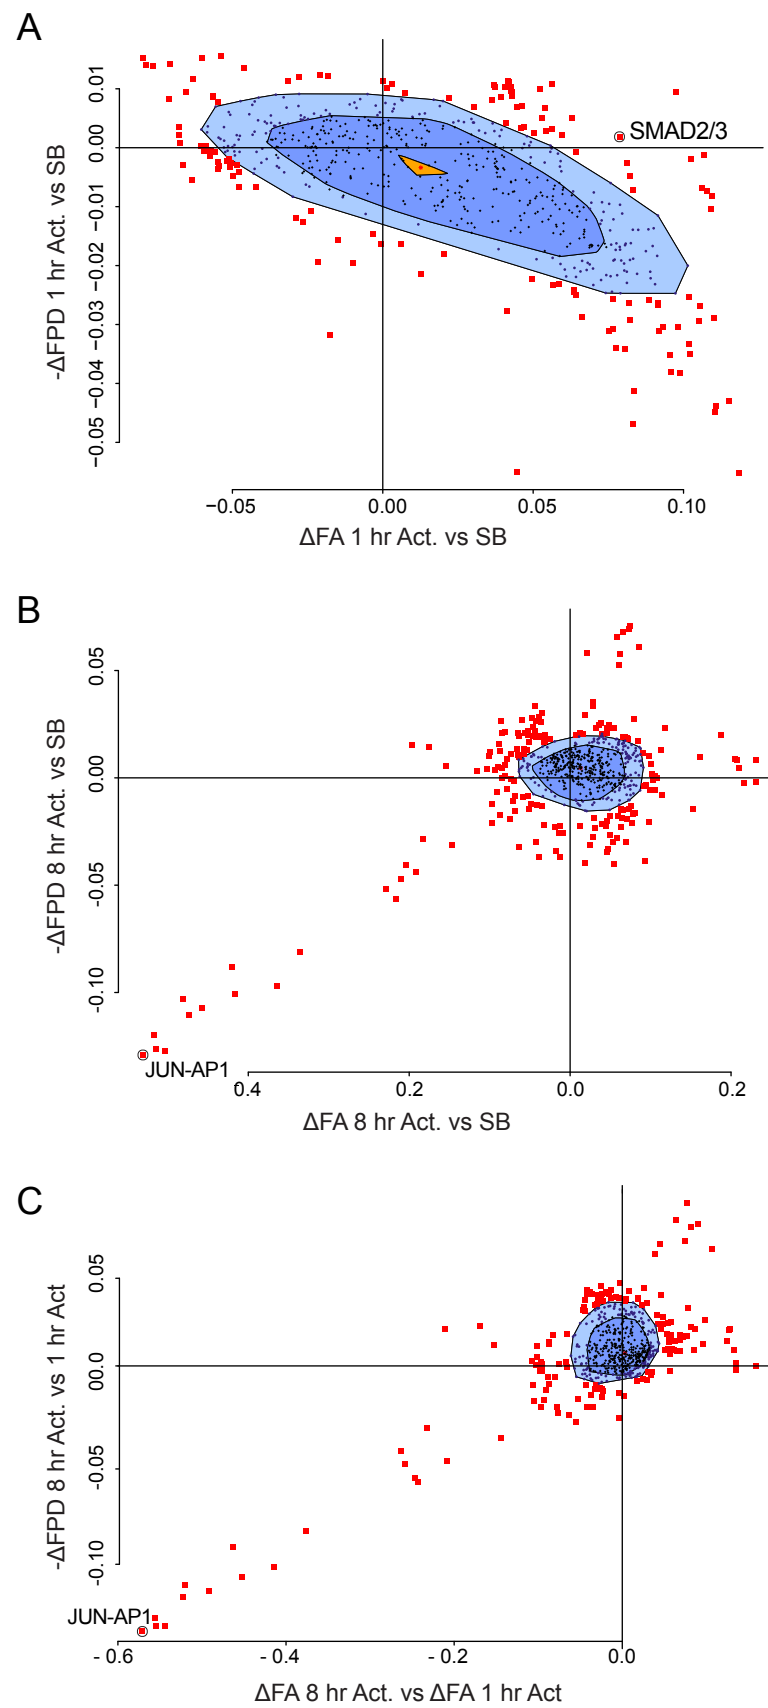 A
0.01
0.00
−0.01
−0.02
−0.03
−0.04
−0.05
-ΔFPD 1 hr Act. vs SB
SMAD2/3
−0.05
0.00
0.05
0.10
ΔFA 1 hr Act. vs SB
B
0.05
0.00
-0.05
-0.10
-ΔFPD 8 hr Act. vs SB
JUN-AP1
0.4
0.2
0.0
0.2
ΔFA 8 hr Act. vs SB
C
0.05
00.0
-0.05
-0.10
-ΔFPD 8 hr Act. vs 1 hr Act
JUN-AP1
- 0.6
- 0.4
- 0.2
0.0
ΔFA 8 hr Act. vs ΔFA 1 hr Act